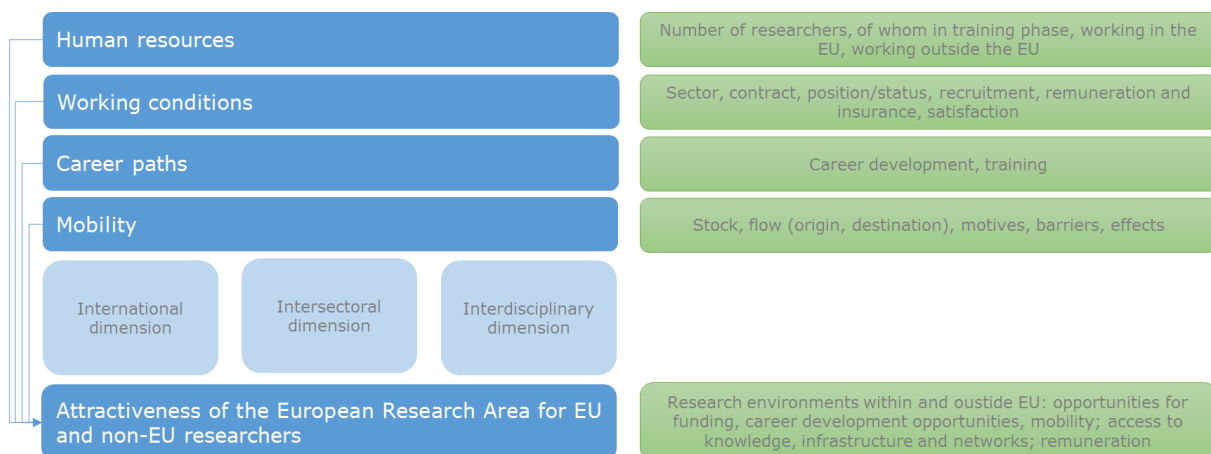 Human resources
Number of researchers, of whom in training phase, working in the
EU, working outside the EU
Working conditions
Sector, contract, position/status, recruitment, remuneration and
insurance, satisfaction
Career paths
Career development, training
Mobility
Stock, flow (origin, destination), motives, barriers, effects
International
dimension
Intersectoral
dimension
Interdisciplinary
dimension
Attractiveness of the European Research Area for EU
and non-EU researchers
Research environments within and oustide EU: opportunities for
funding, career development opportunities, mobility; access to
knowledge, infrastructure and networks; remuneration